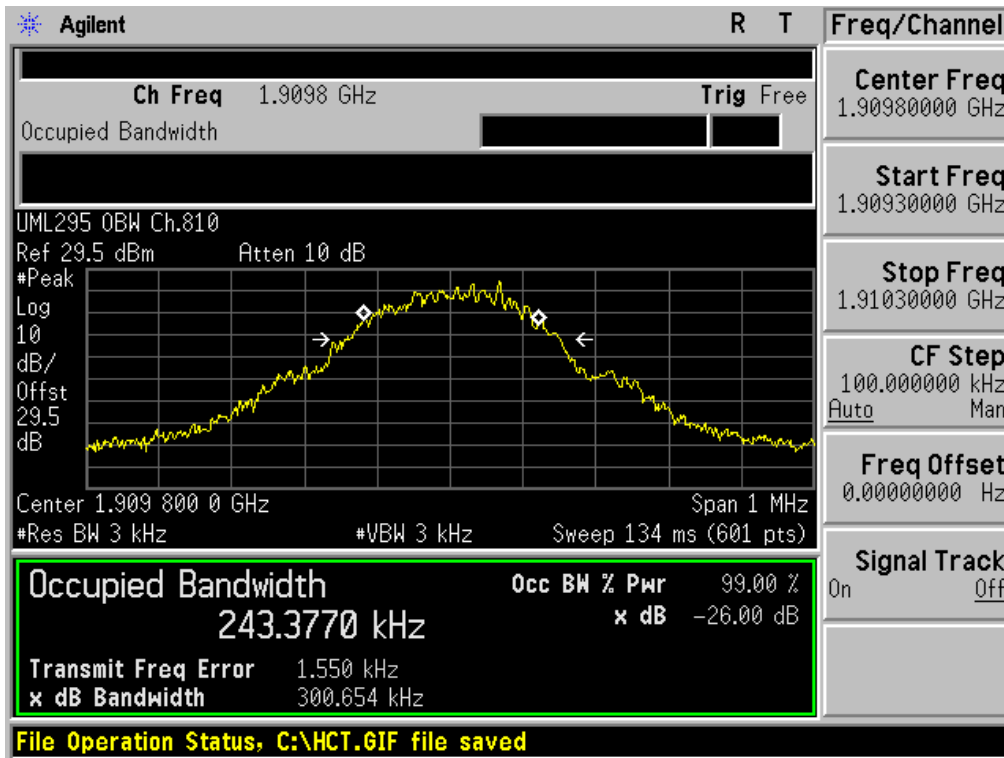 Agilent R T
Ch Freq 1.9098 GHz Trig Free
Occupied Bandwidth
UML295 OBW Ch.810
Ref 29.5 dBm Atten 10 dB
#Peak
Log
10
dB/
Offst
29.5
dB
Center 1.909 800 0 GHz Span 1 MHz
#Res BW 3 kHz #VBW 3 kHz Sweep 134 ms (601 pts)
Occupied Bandwidth Occ BW % Pwr 99.00 %
243.3770 kHz x dB -26.00 dB
Transmit Freq Error 1.550 kHz
x dB Bandwidth 300.654 kHz
File Operation Status, C:\HCT.GIF file saved
Freq/Channel
Center Freq
1.90980000 GHz
Start Freq
1.90930000 GHz
Stop Freq
1.91030000 GHz
CF Step
100.000000 kHz
Auto Man
Freq Offset
0.00000000 Hz
Signal Track
On Off